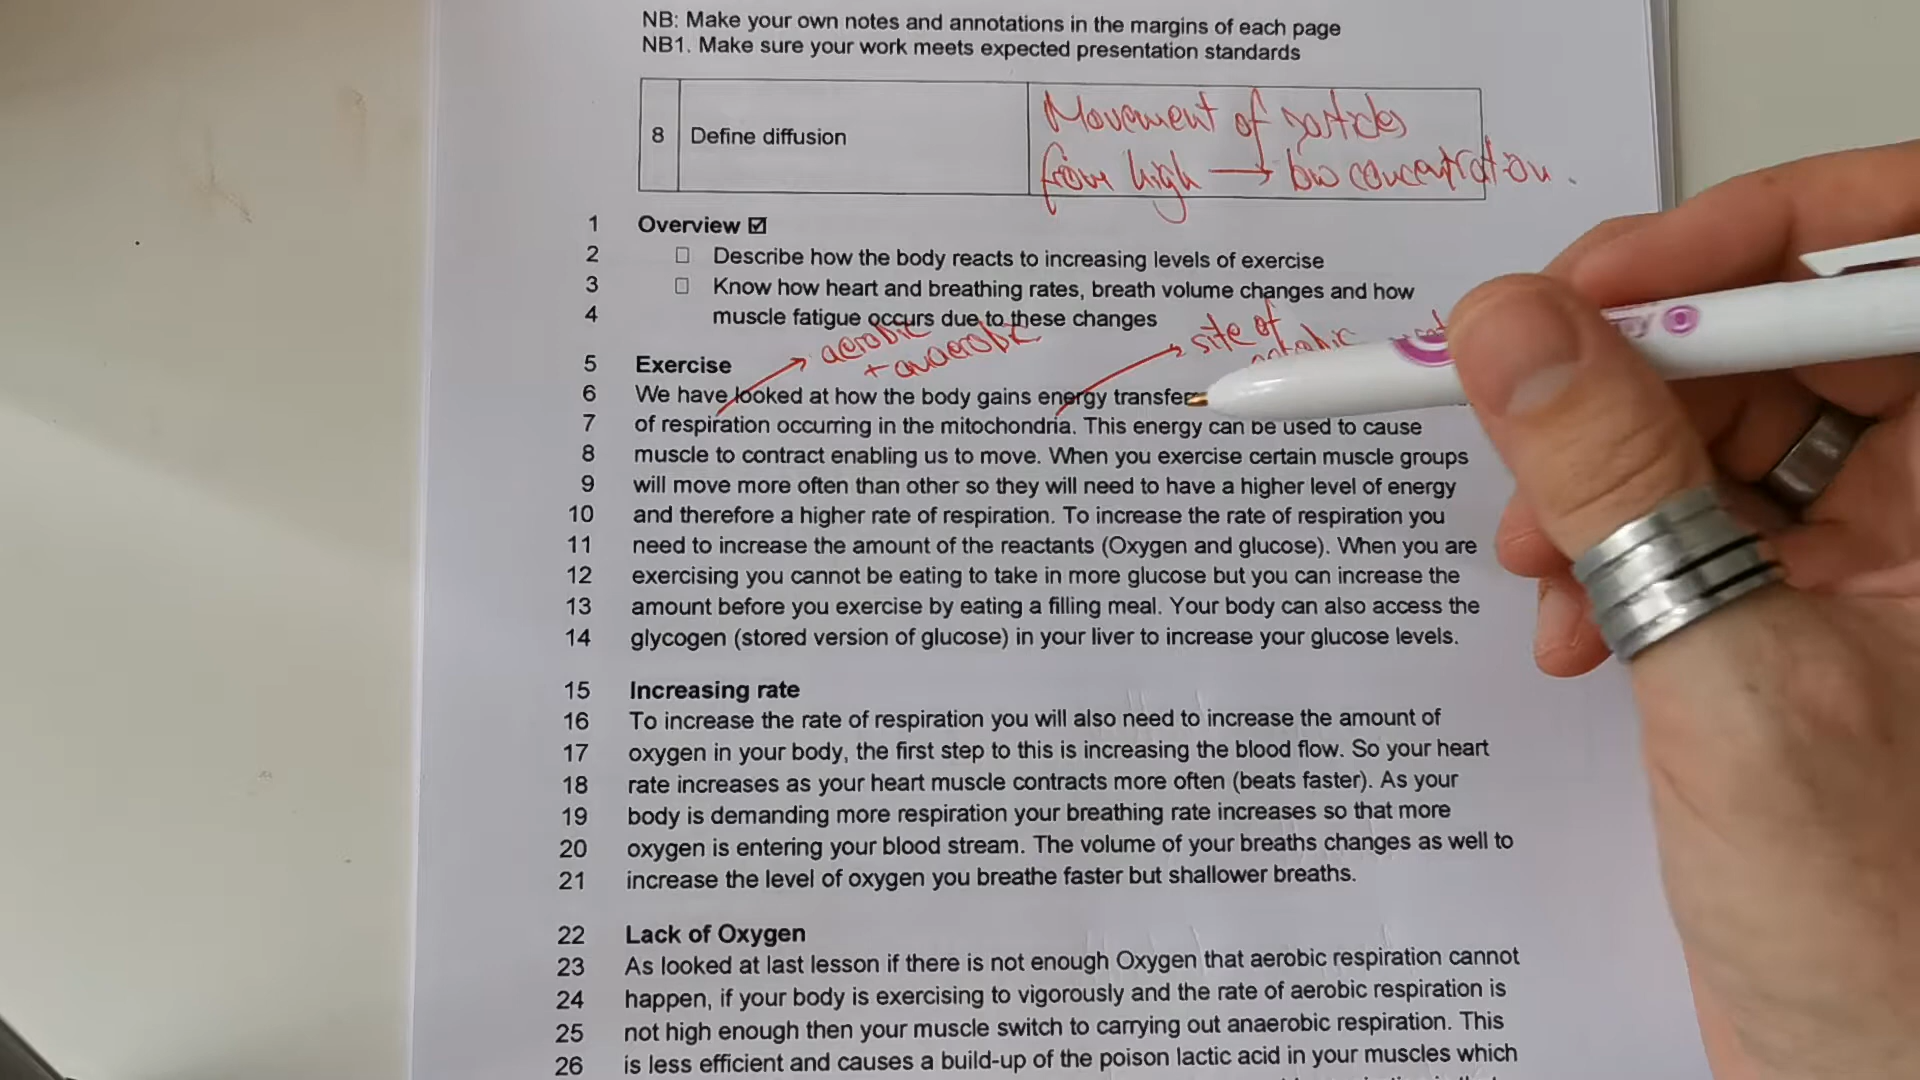 NB: Make your own notes and annotations in the margins of each page
NB1. Make sure your work meets expected presentation standards
8 Define diffusion Movement of particles
from high → low concentration.
1 Overview ☑
2 □ Describe how the body reacts to increasing levels of exercise
3 □ Know how heart and breathing rates, breath volume changes and how
4 muscle fatigue occurs due to these changes
→ aerobic + anaerobic
→ site of
5 Exercise
6 We have looked at how the body gains energy
7 of respiration occurring in the mitochondria. This energy can be used to cause
8 muscle to contract enabling us to move. When you exercise certain muscle groups
9 will move more often than other so they will need to have a higher level of energy
10 and therefore a higher rate of respiration. To increase the rate of respiration you
11 need to increase the amount of the reactants (Oxygen and glucose). When you are
12 exercising you cannot be eating to take in more glucose but you can increase the
13 amount before you exercise by eating a filling meal. Your body can also access the
14 glycogen (stored version of glucose) in your liver to increase your glucose levels.
15 Increasing rate
16 To increase the rate of respiration you will also need to increase the amount of
17 oxygen in your body, the first step to this is increasing the blood flow. So your heart
18 rate increases as your heart muscle contracts more often (beats faster). As your
19 body is demanding more respiration your breathing rate increases so that more
20 oxygen is entering your blood stream. The volume of your breaths changes as well to
21 increase the level of oxygen you breathe faster but shallower breaths.
22 Lack of Oxygen
23 As looked at last lesson if there is not enough Oxygen that aerobic respiration cannot
24 happen, if your body is exercising to vigorously and the rate of aerobic respiration is
25 not high enough then your muscle switch to carrying out anaerobic respiration. This
26 is less efficient and causes a build-up of the poison lactic acid in your muscles which